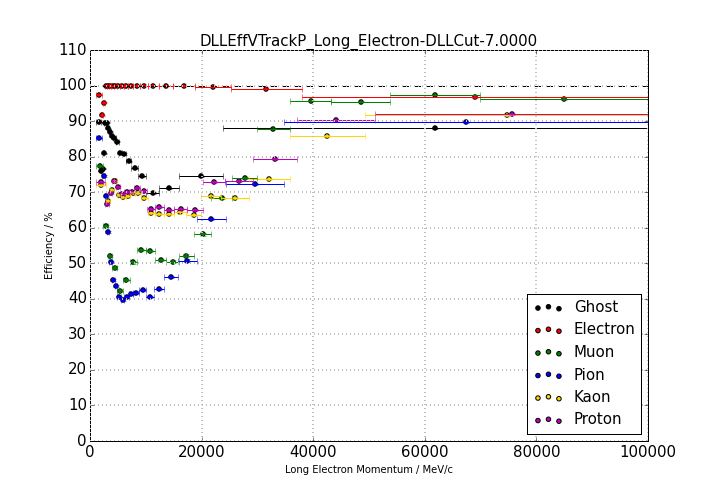 DLLEffVTrackP_Long_Electron-DLLCut-7.0000
110
100
90
80
70
60
50
40
30
20
10
0
Efficiency / %
Ghost
Electron
Muon
Pion
Kaon
Proton
0 20000 40000 60000 80000 100000
Long Electron Momentum / MeV/c